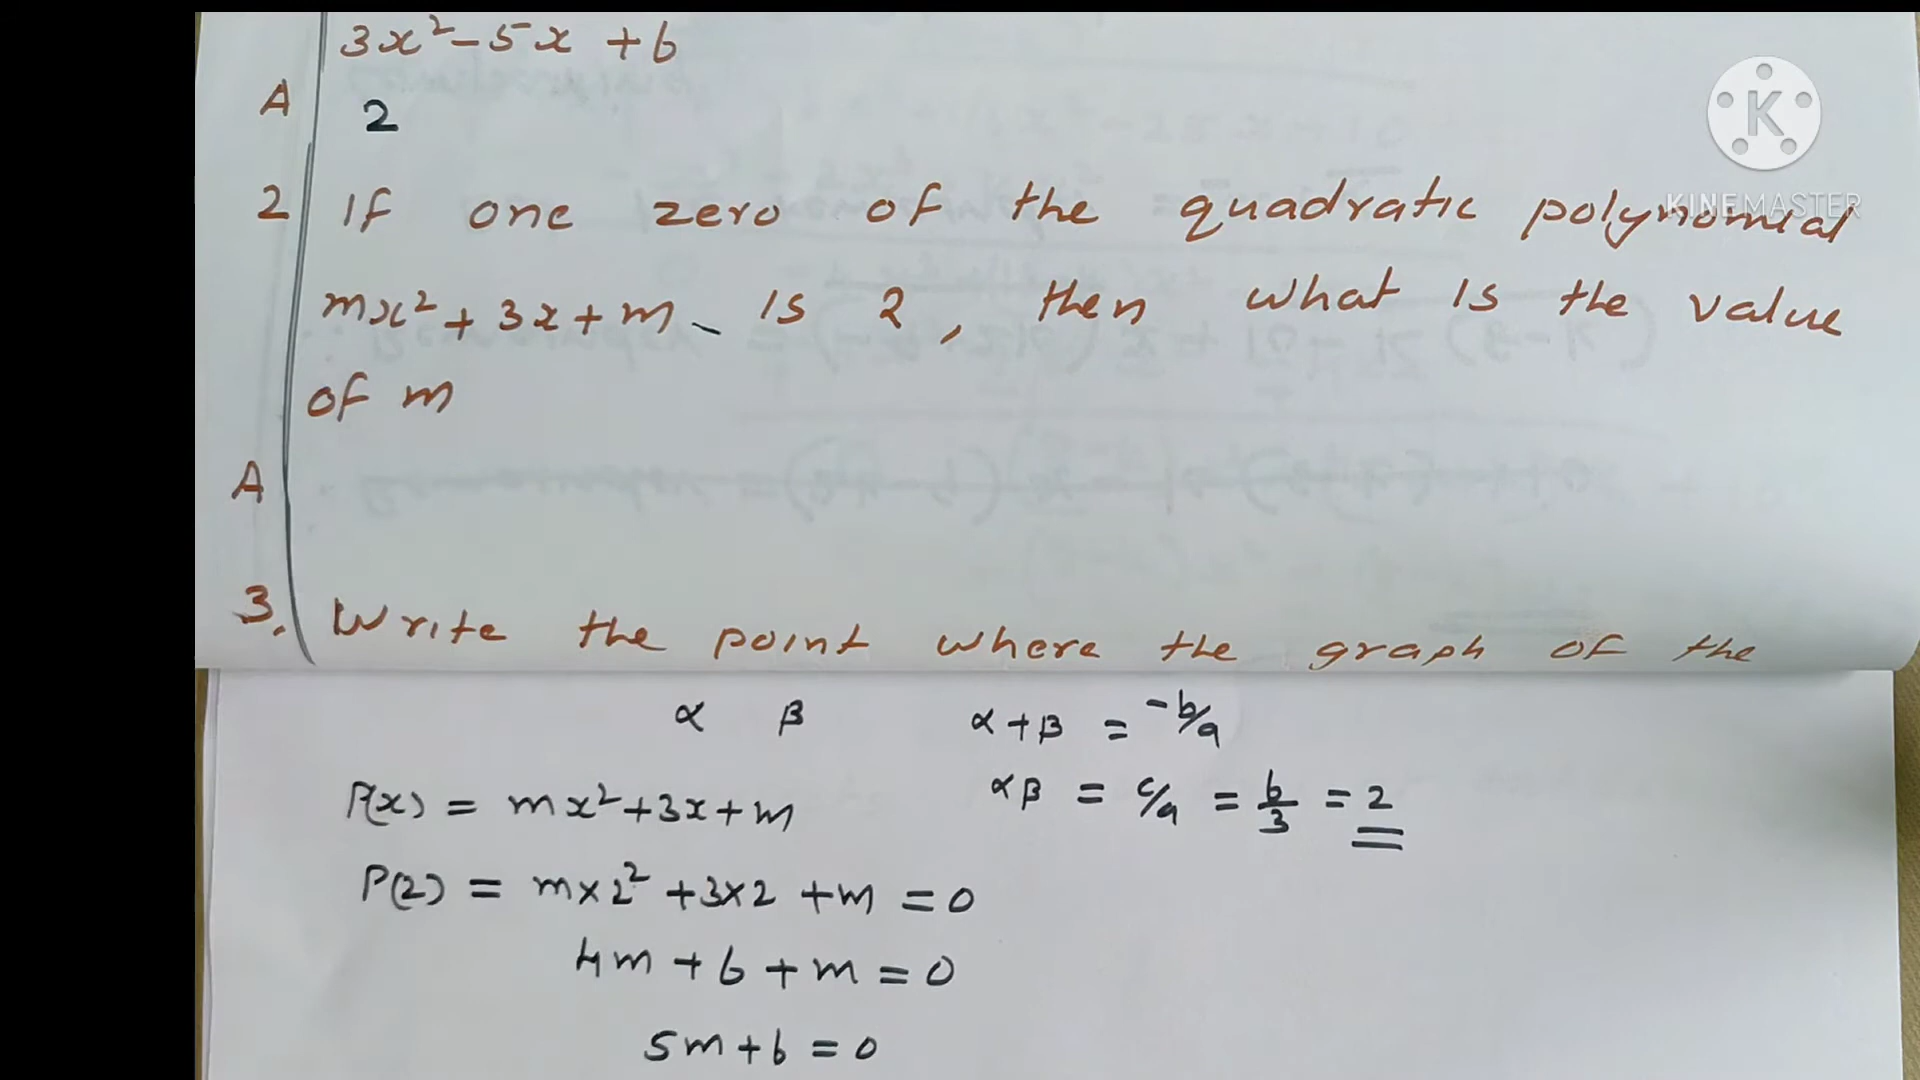 3x² - 5x + 6
A 2
2 If one zero of the quadratic polynomial
mx² + 3x + m is 2, then what is the value
of m
A
3. Write the point where the graph of the
α β α + β = -b/a
αβ = c/a = 6/3 = 2
P(x) = mx² + 3x + m
P(2) = m × 2² + 3 × 2 + m = 0
4m + 6 + m = 0
5m + 6 = 0
K
KINEMASTER